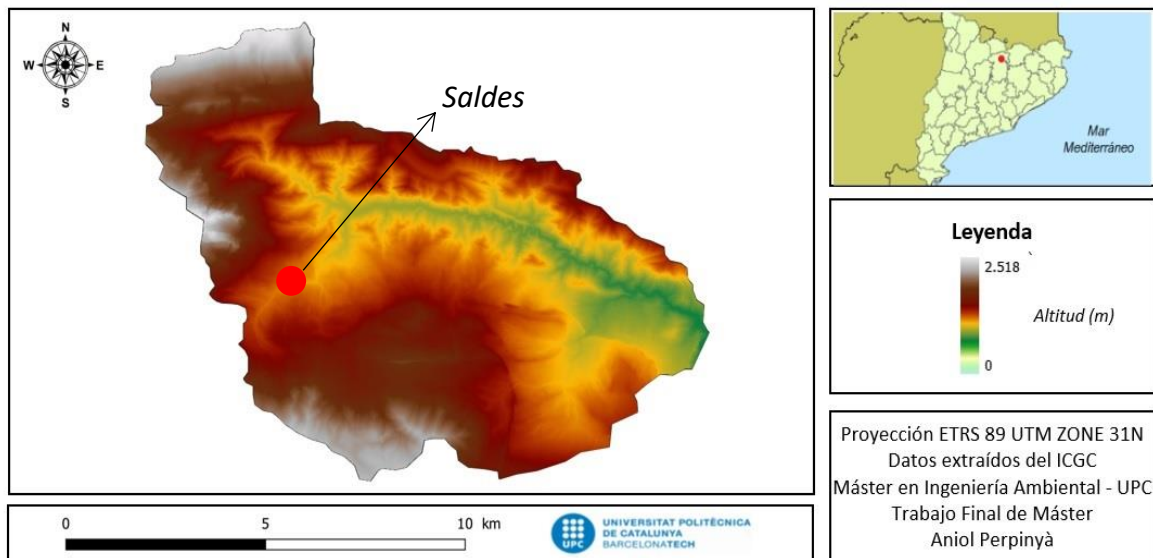 N
W
E
S
Saldes
Mar
Mediterráneo
Leyenda
2.518
Altitud (m)
0
Proyección ETRS 89 UTM ZONE 31N
Datos extraídos del ICGC
Máster en Ingeniería Ambiental - UPC
Trabajo Final de Máster
Aniol Perpinyà
0
5
10 km
UPC
UNIVERSITAT POLITÈCNICA
DE CATALUNYA
BARCELONATECH